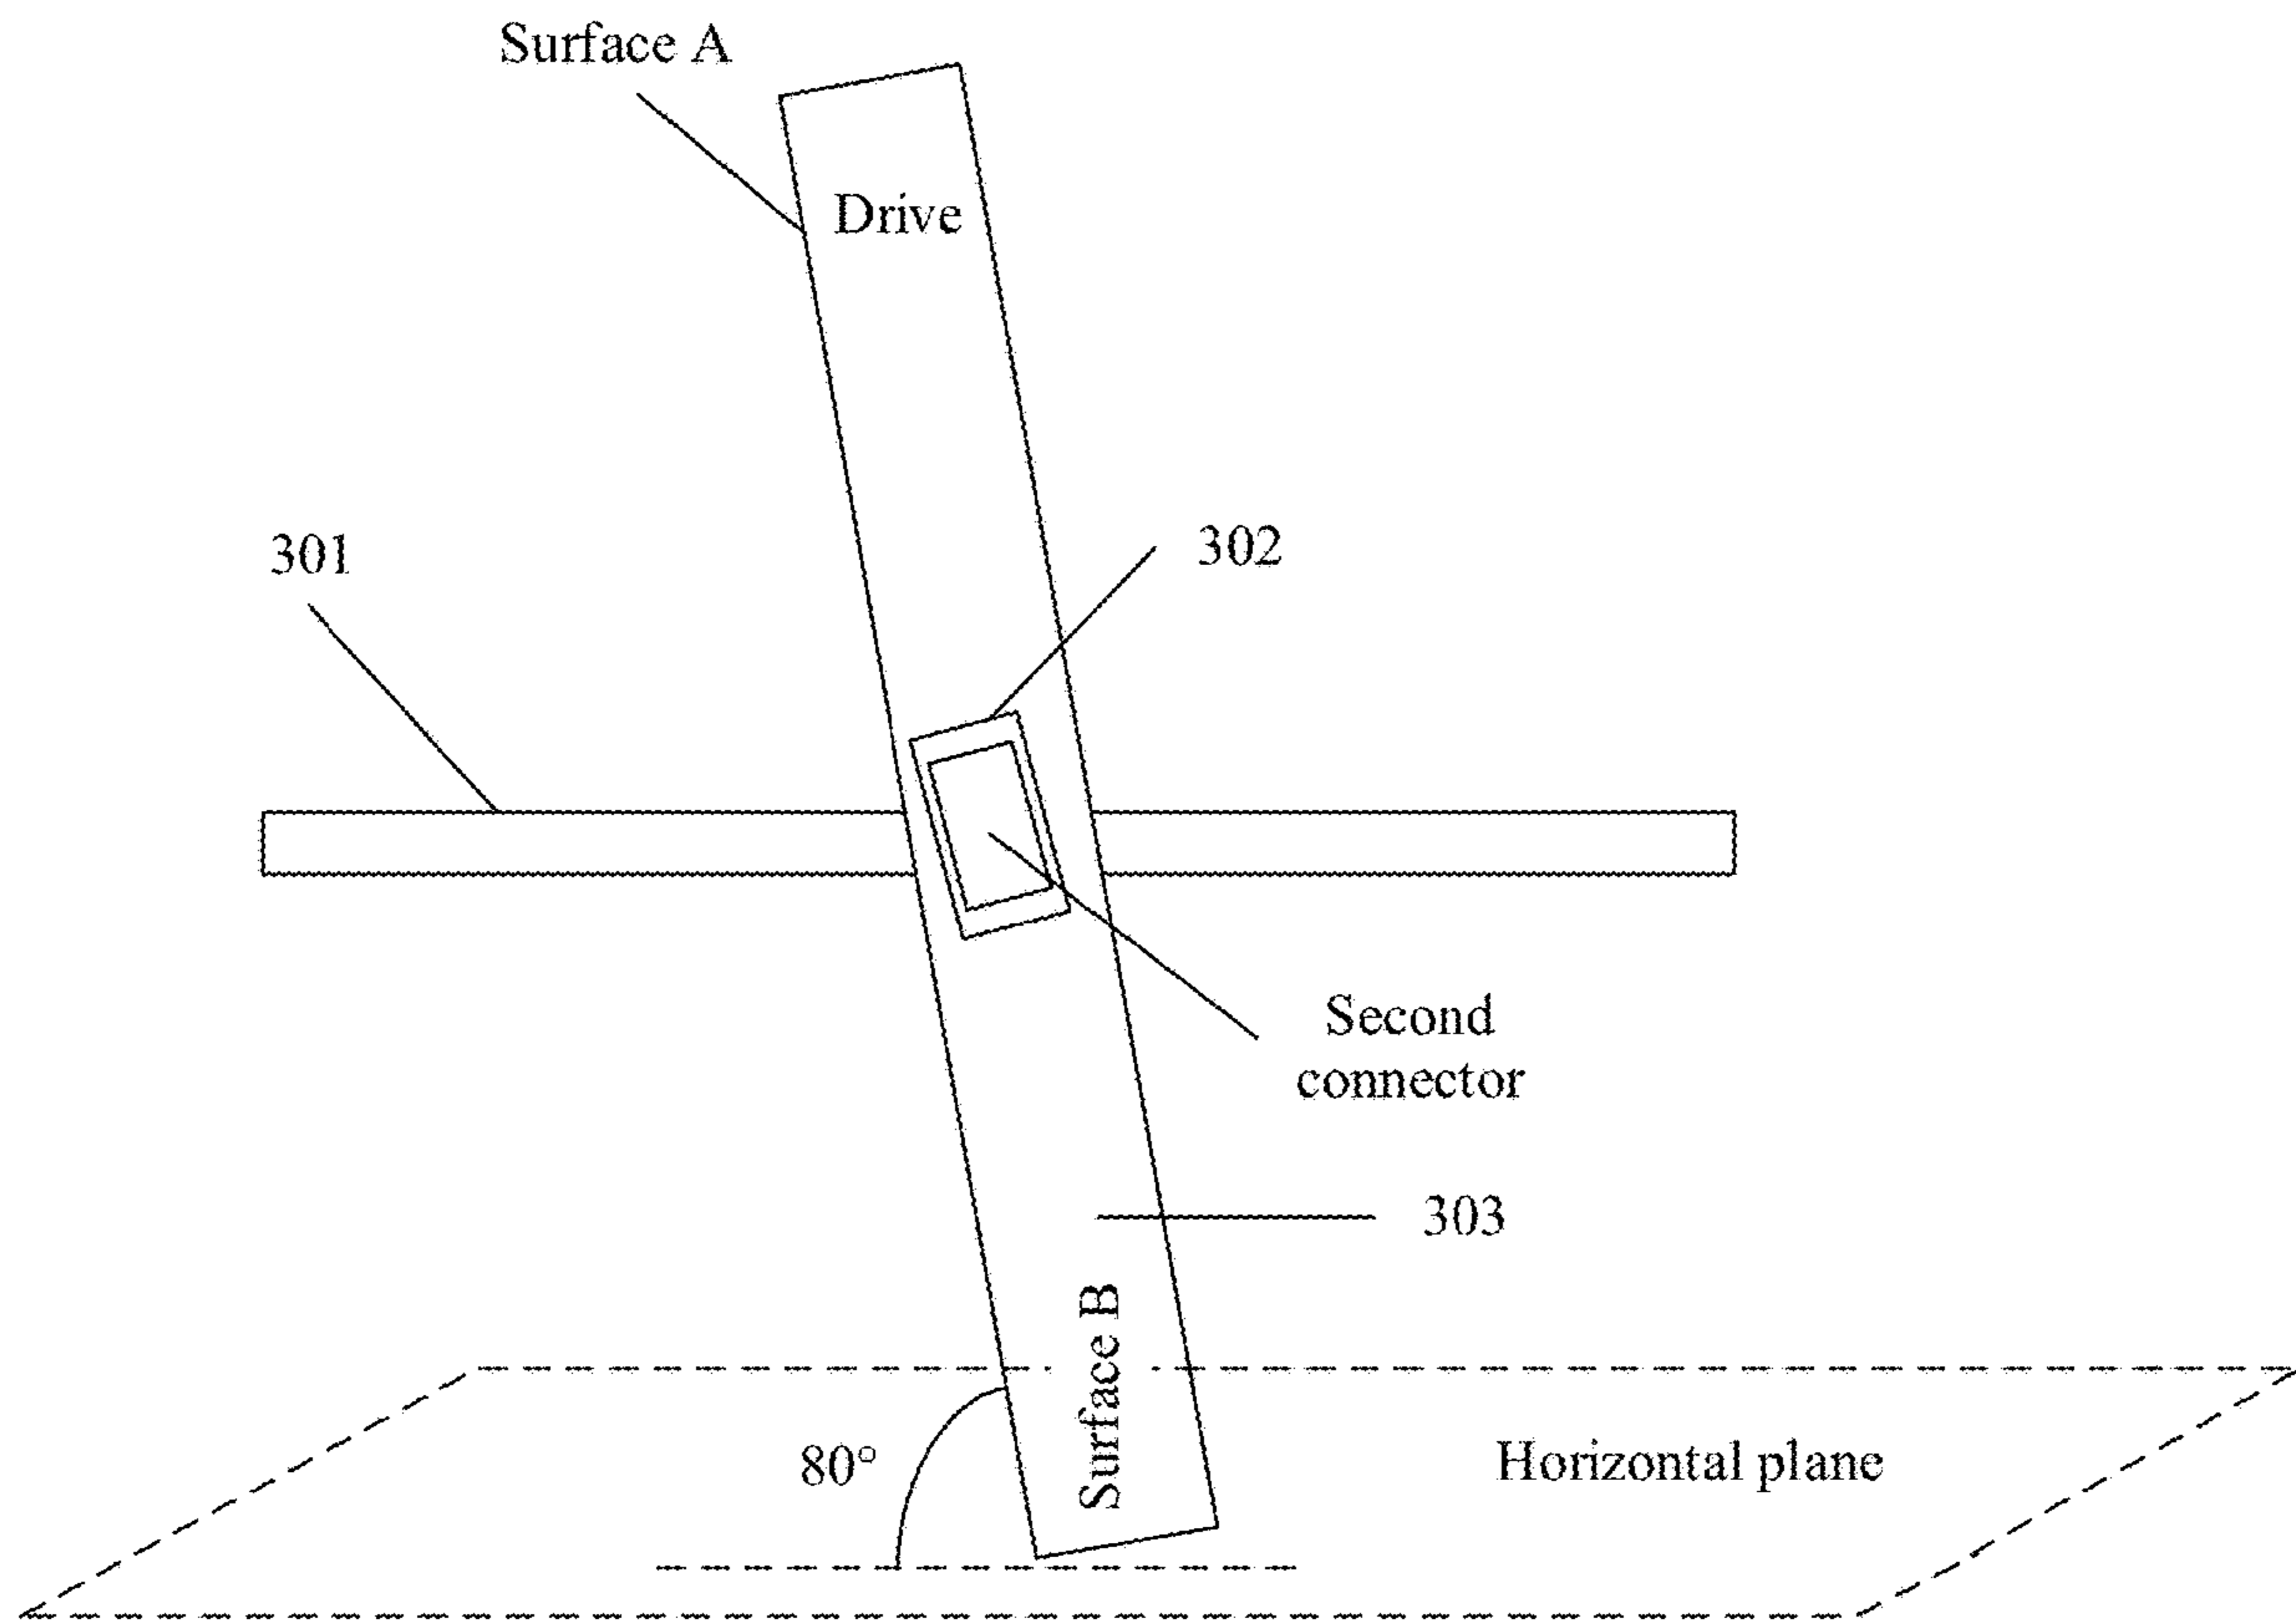 Surface A
Drive
302
301
Second
connector
303
Surface B
80°
Horizontal plane